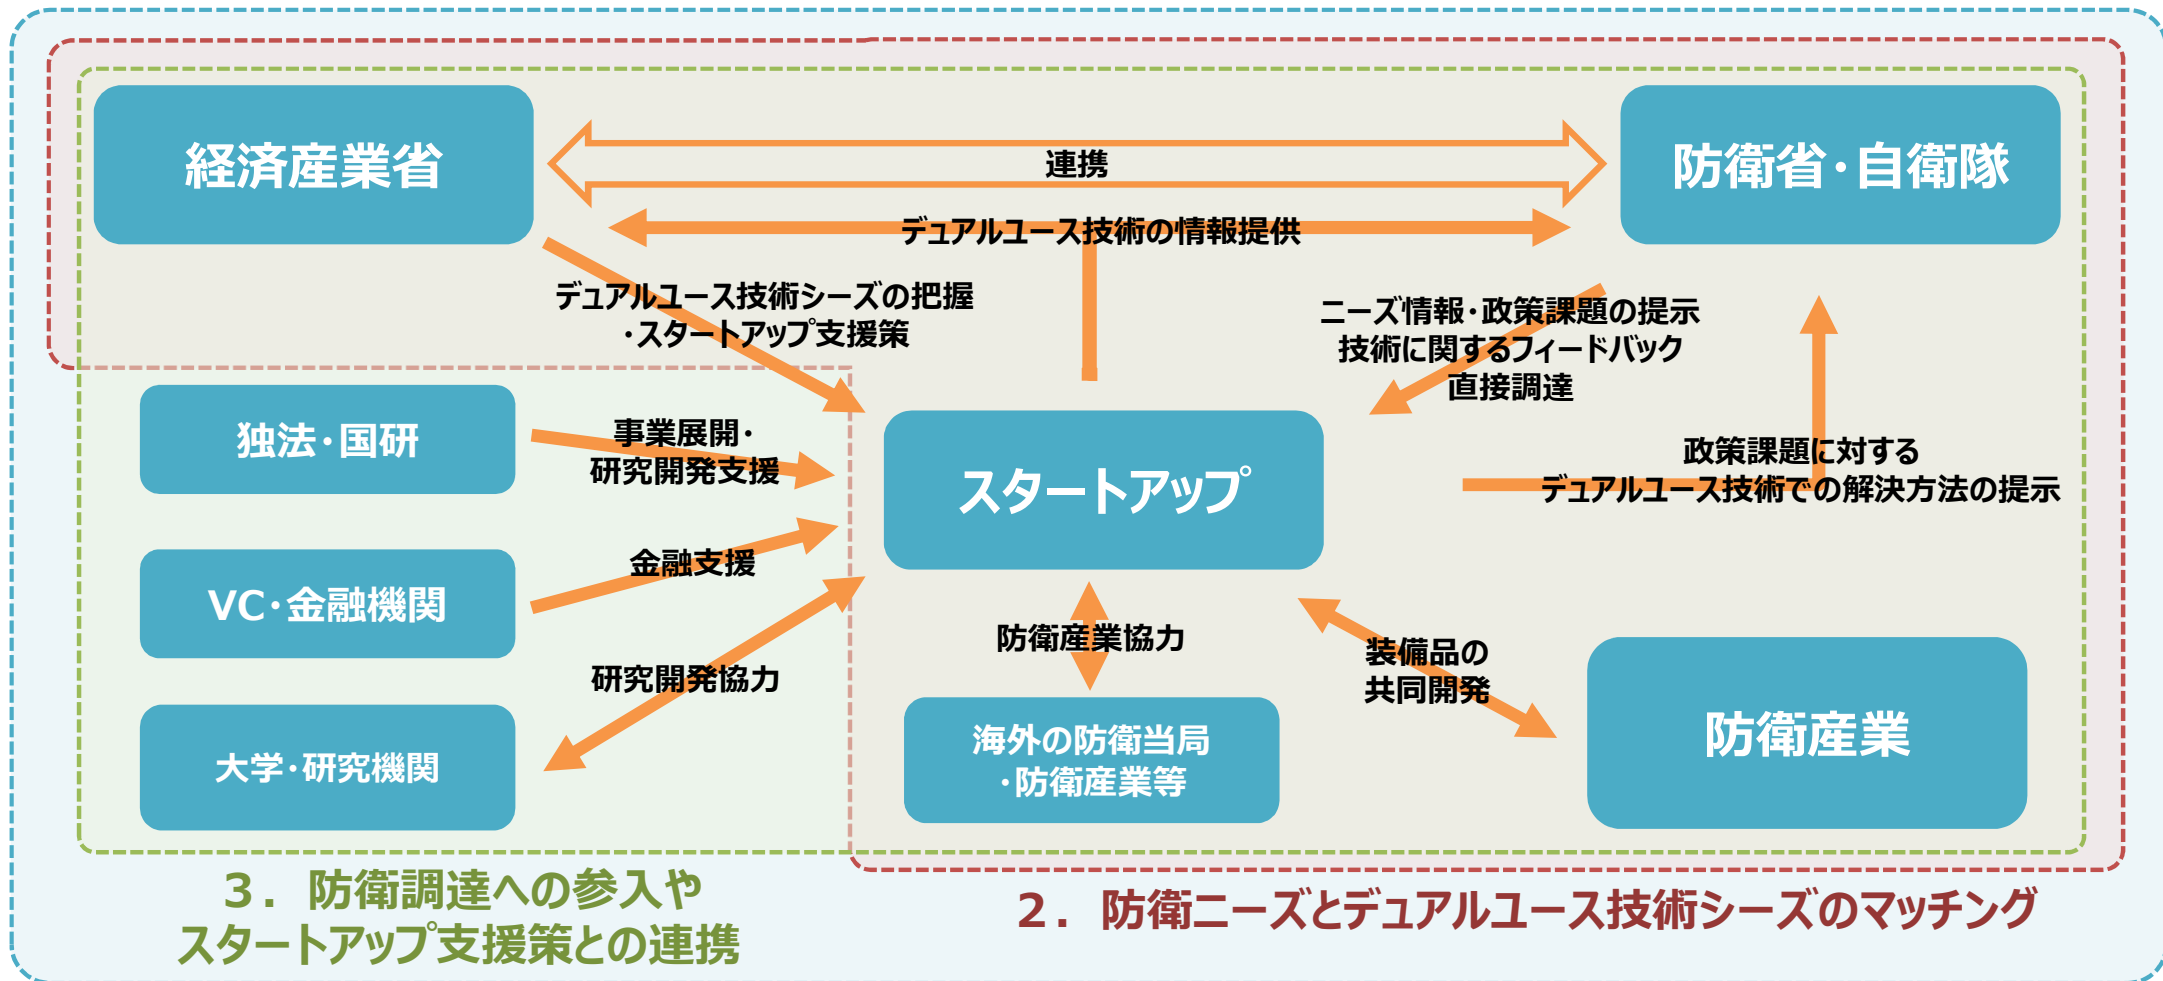 経済産業省
防衛省・自衛隊
連携
デュアルユース技術の情報提供
デュアルユース技術シーズの把握
・スタートアップ支援策
ニーズ情報・政策課題の提示
技術に関するフィードバック
直接調達
独法・国研
事業展開・
研究開発支援
スタートアップ
政策課題に対する
デュアルユース技術での解決方法の提示
VC・金融機関
金融支援
研究開発協力
防衛産業協力
装備品の
共同開発
大学・研究機関
海外の防衛当局
・防衛産業等
防衛産業
3．防衛調達への参入や
スタートアップ支援策との連携
2．防衛ニーズとデュアルユース技術シーズのマッチング